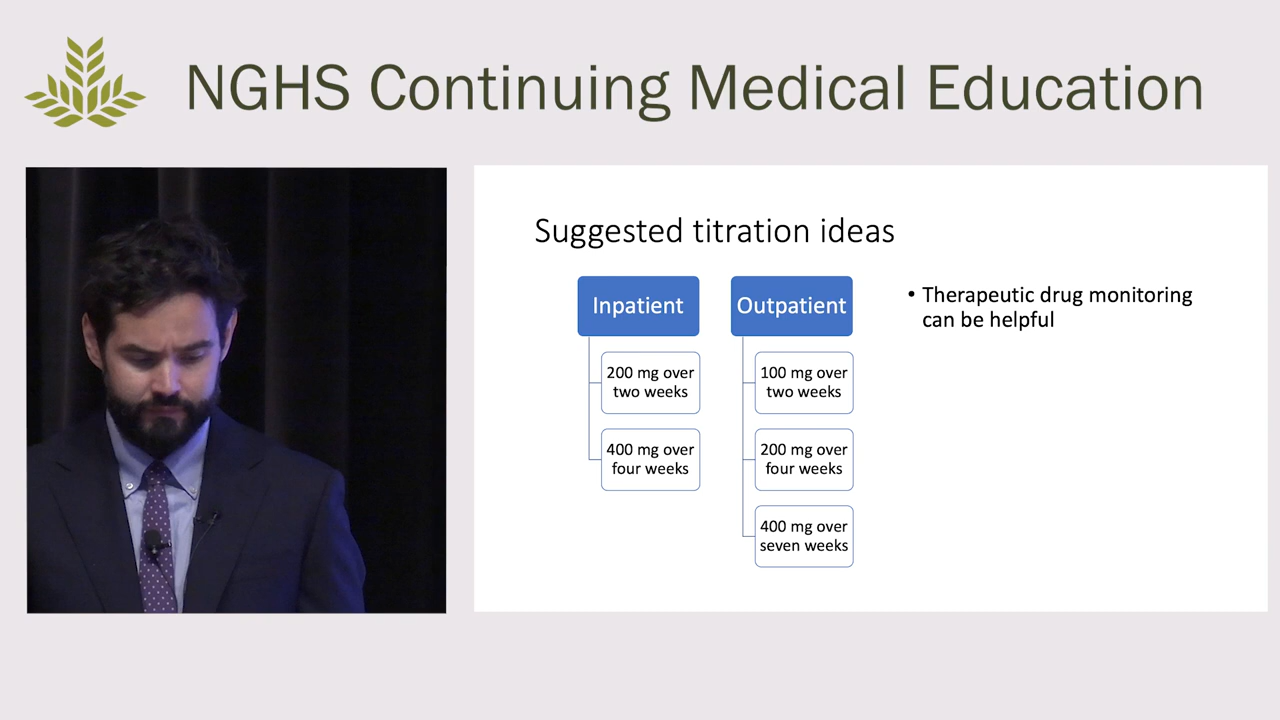 NGHS Continuing Medical Education
Suggested titration ideas
Inpatient
200 mg over
two weeks
400 mg over
four weeks
Outpatient
100 mg over
two weeks
200 mg over
four weeks
400 mg over
seven weeks
• Therapeutic drug monitoring
can be helpful